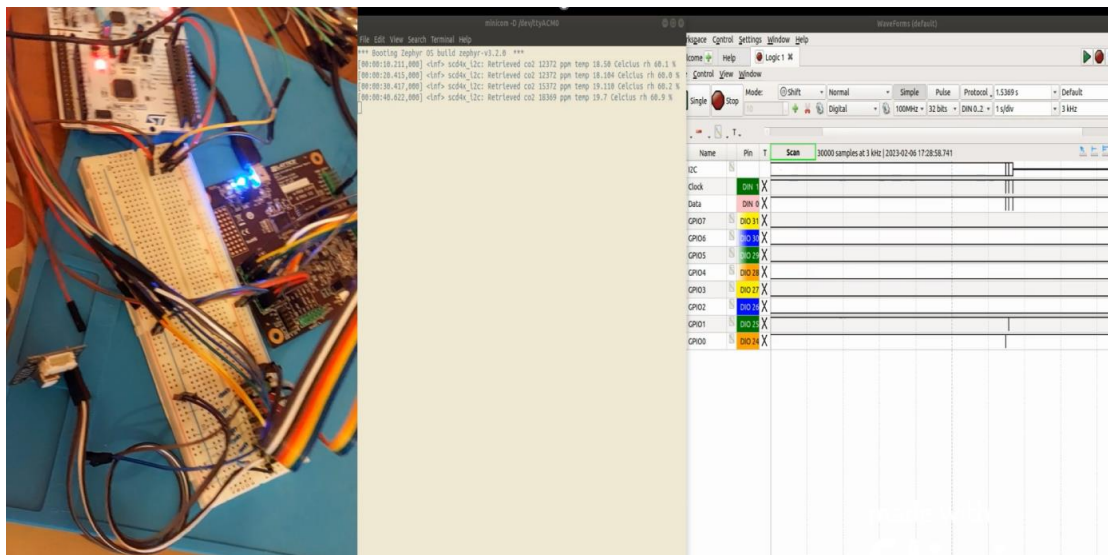 minicom -D /dev/ttyACM0
File Edit View Search Terminal Help
*** Booting Zephyr OS build zephyr-v3.2.0 ***
[00:00:10.211,000] <inf> scd4x_i2c: Retrieved co2 12372 ppm temp 18.50 Celcius rh 60.1 %
[00:00:20.415,000] <inf> scd4x_i2c: Retrieved co2 12372 ppm temp 18.104 Celcius rh 60.0 %
[00:00:30.417,000] <inf> scd4x_i2c: Retrieved co2 15372 ppm temp 19.118 Celcius rh 60.2 %
[00:00:40.622,000] <inf> scd4x_i2c: Retrieved co2 18369 ppm temp 19.7 Celcius rh 60.9 %
WaveForms (default)
rkspace Control Settings Window Help
lcome Help Logic 1
Control View Window
Single Stop Mode: Shift Normal Simple Pulse Protocol 1.5369 s Default
10 Digital 100MHz 32 bits DIN 0..2 1 s/div 3 kHz
T
Name Pin T Scan 30000 samples at 3 kHz | 2023-02-06 17:28:58.741
I2C
Clock DIN 1 X
Data DIN 0 X
GPIO7 DIO 31 X
GPIO6 DIO 30 X
GPIO5 DIO 29 X
GPIO4 DIO 28 X
GPIO3 DIO 27 X
GPIO2 DIO 26 X
GPIO1 DIO 25 X
GPIO0 DIO 24 X